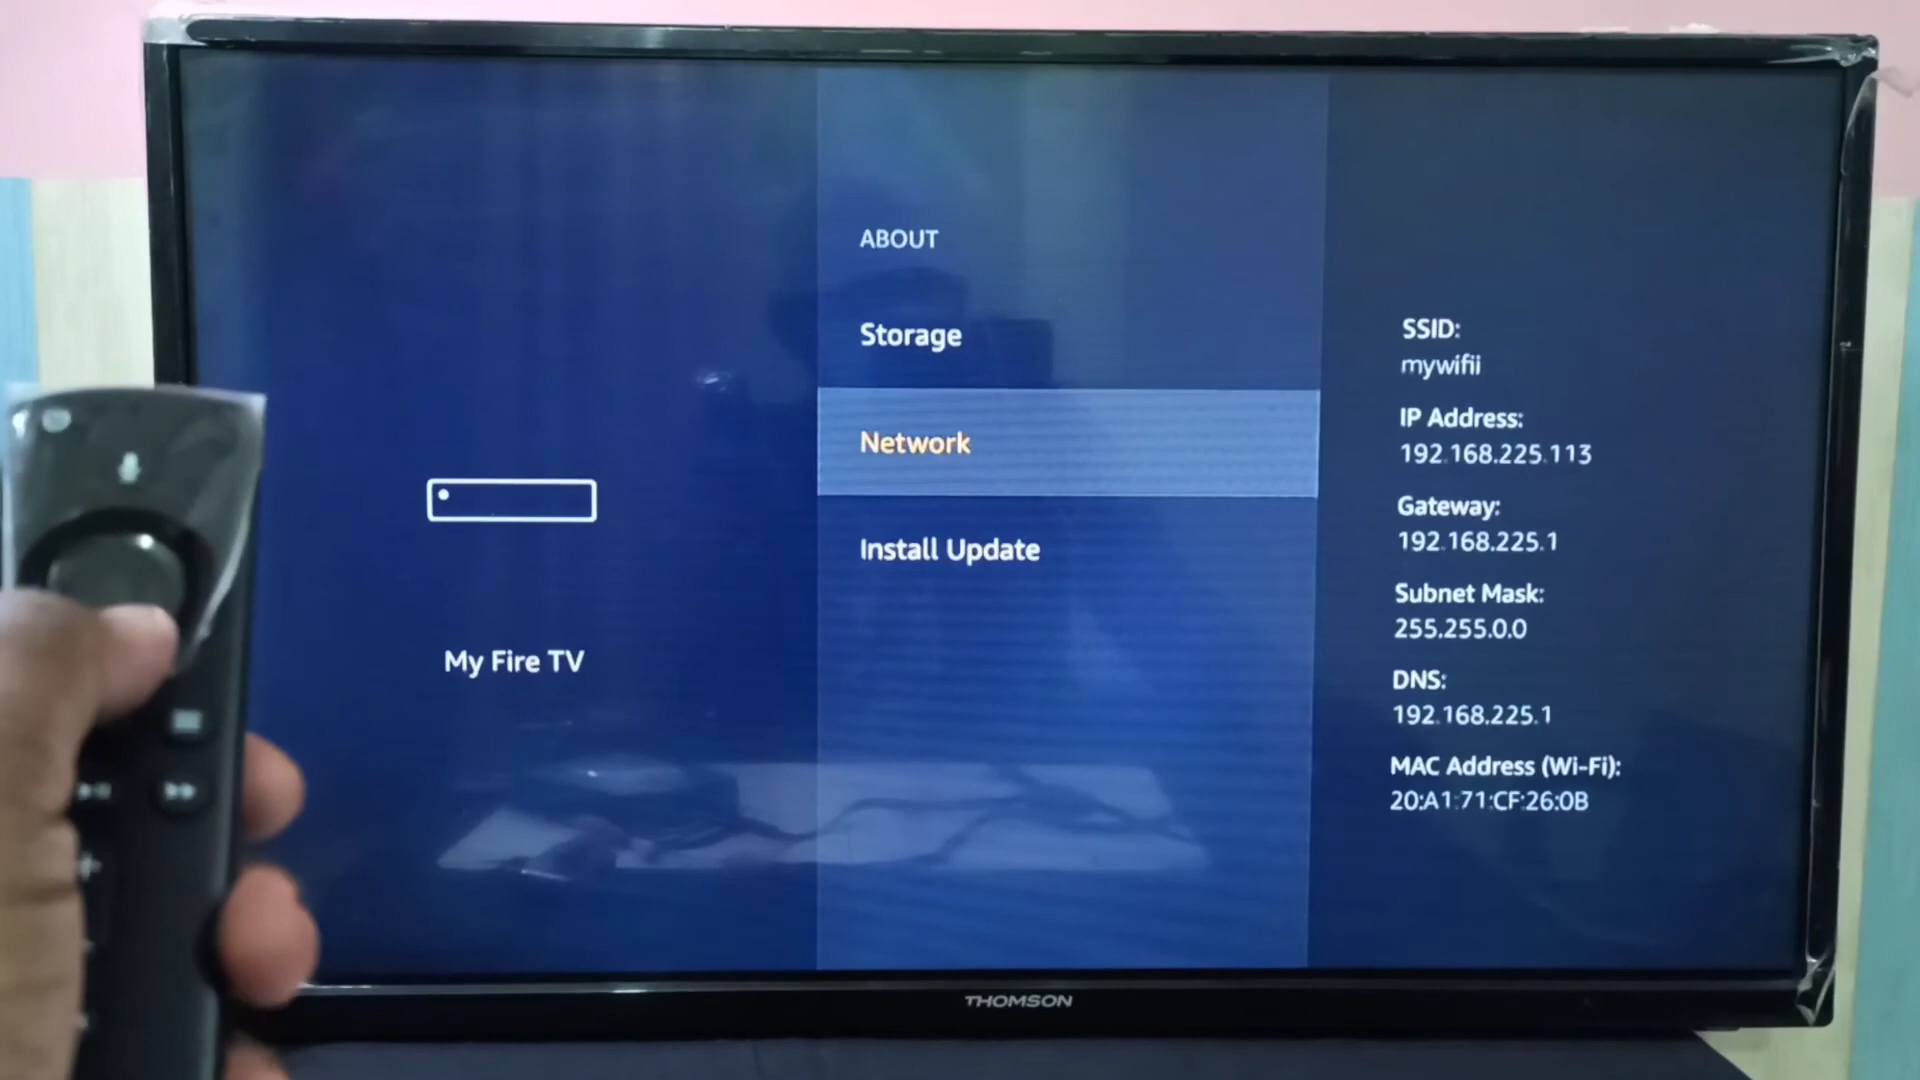 ABOUT
Storage
Network
Install Update
My Fire TV
SSID:
mywifii
IP Address:
192.168.225.113
Gateway:
192.168.225.1
Subnet Mask:
255.255.0.0
DNS:
192.168.225.1
MAC Address (Wi-Fi):
20:A1:71:CF:26:0B
THOMSON